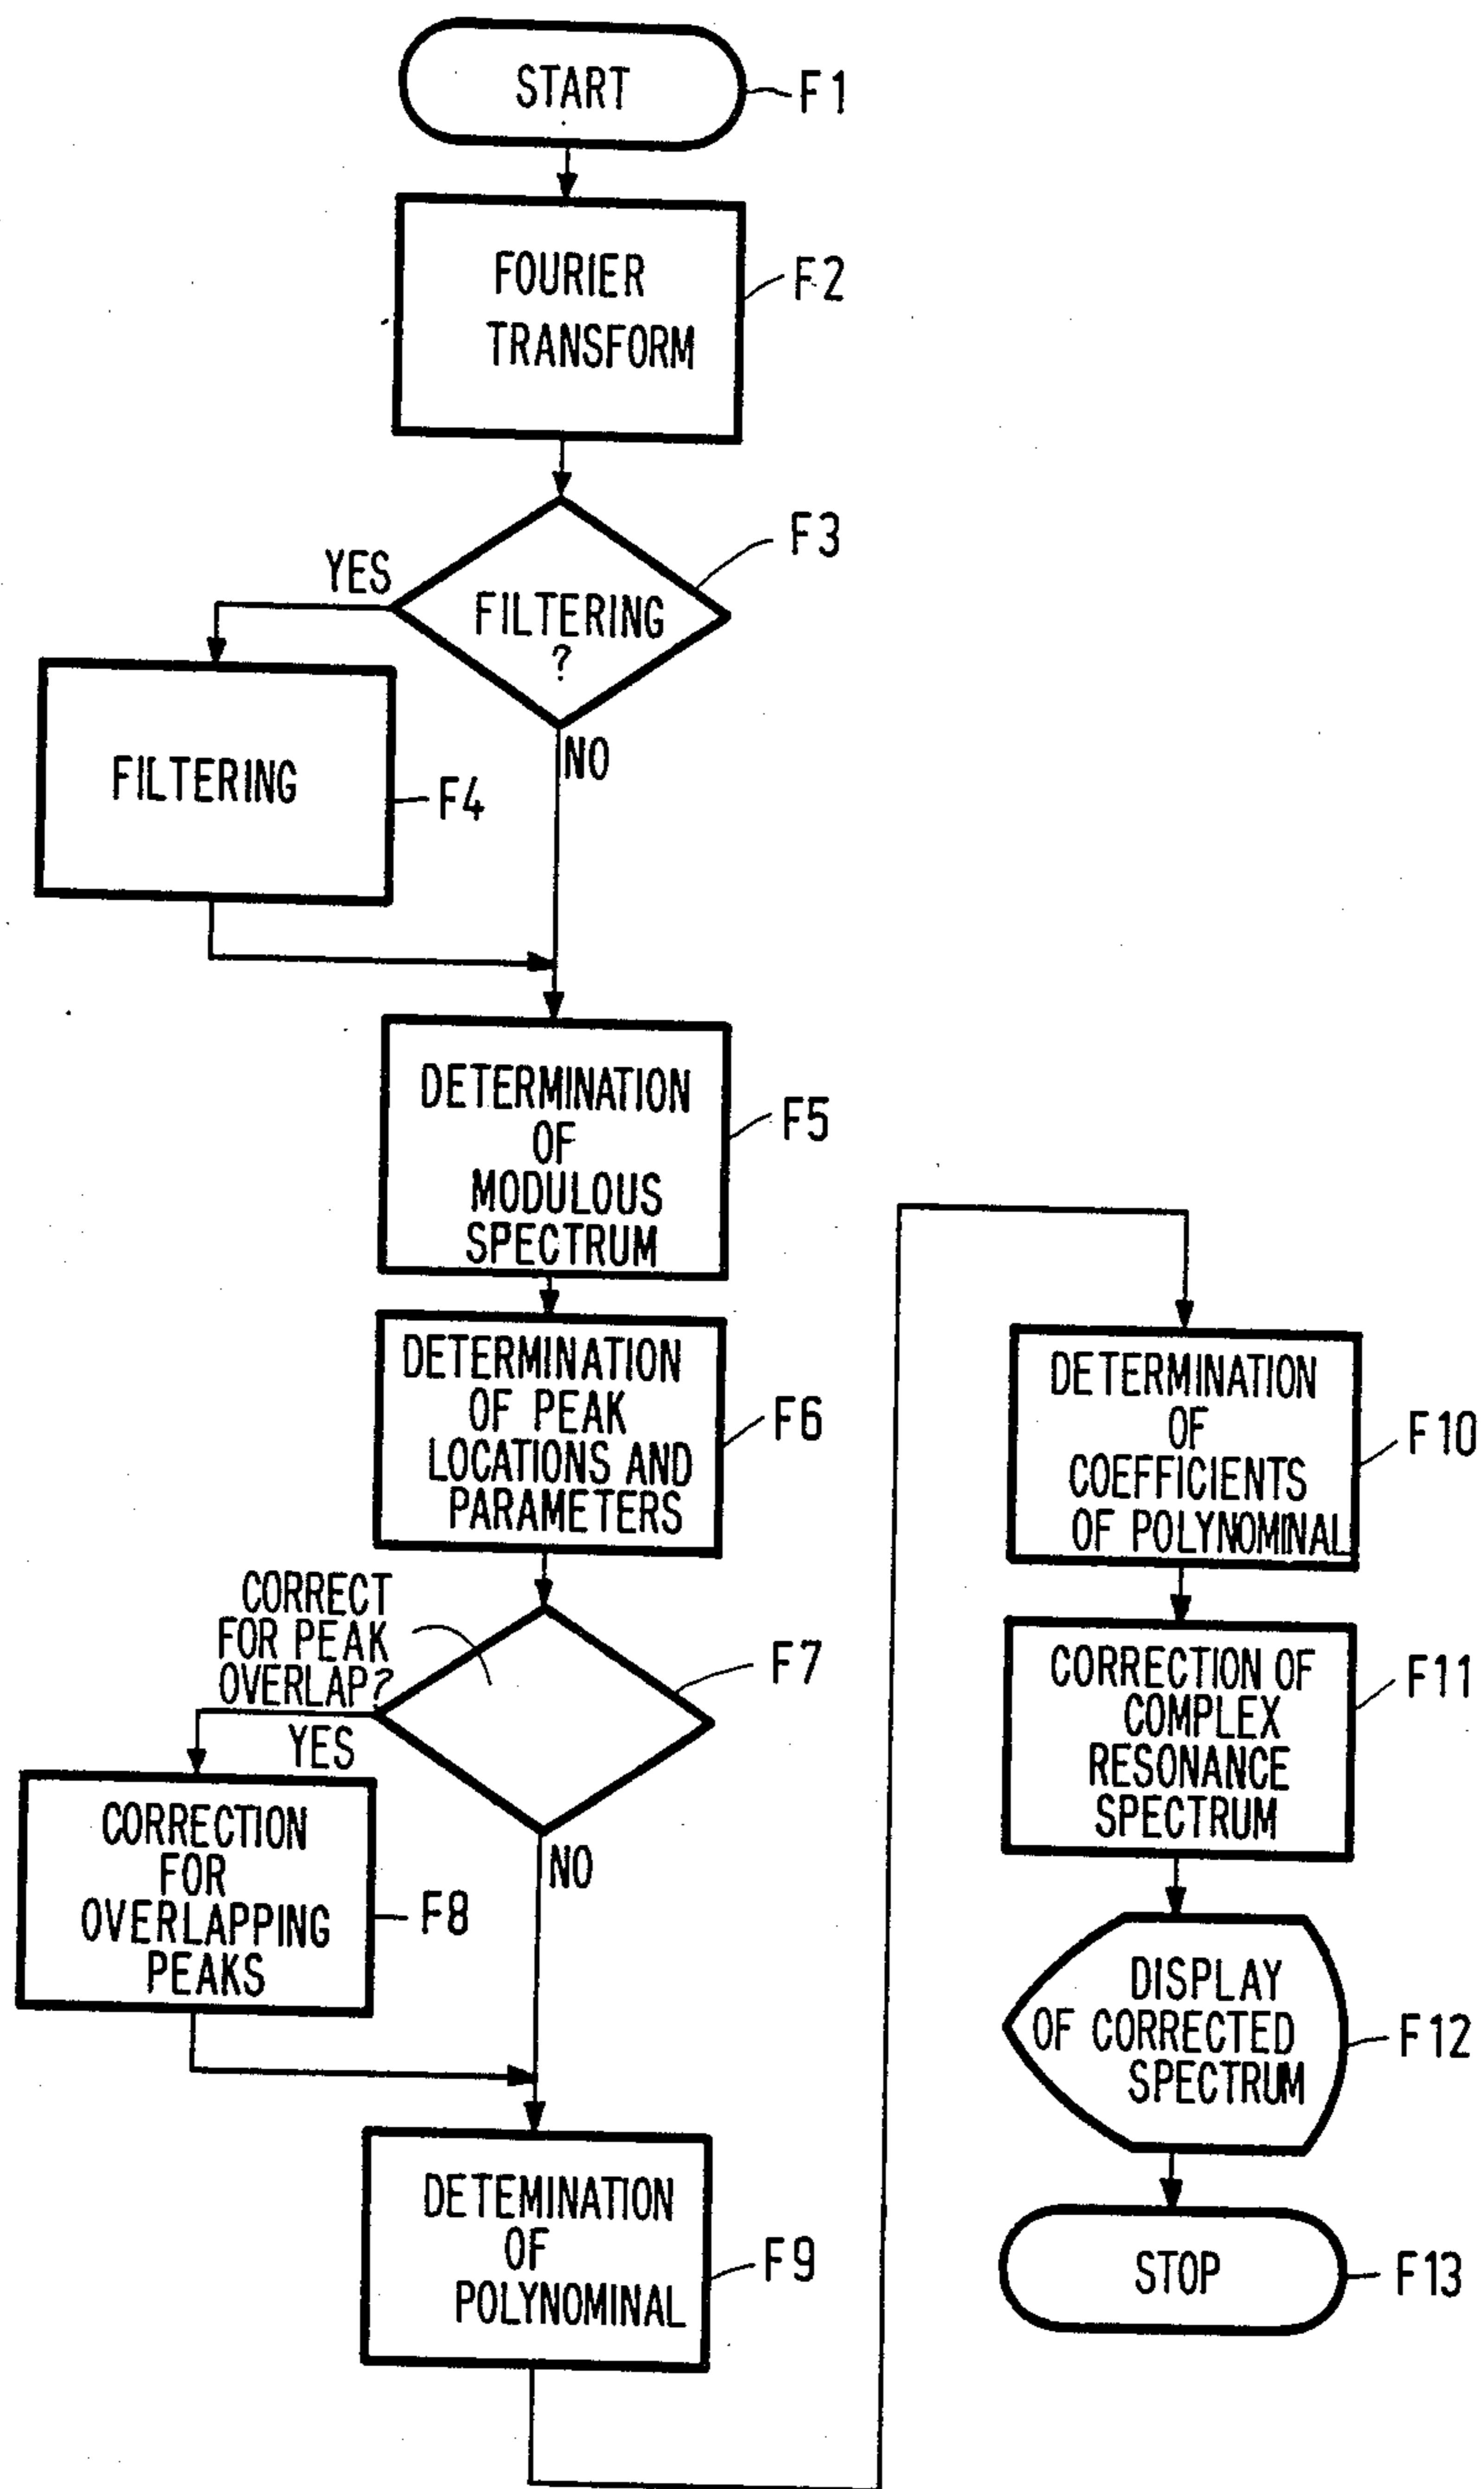 START
F1
FOURIER
TRANSFORM
F2
F3
YES
FILTERING
?
NO
FILTERING
F4
DETERMINATION
OF
MODULOUS
SPECTRUM
F5
DETERMINATION
OF PEAK
LOCATIONS AND
PARAMETERS
F6
CORRECT
FOR PEAK
OVERLAP?
F7
YES
NO
CORRECTION
FOR
OVERLAPPING
PEAKS
F8
DETEMINATION
OF
POLYNOMINAL
F9
DETERMINATION
OF
COEFFICIENTS
OF POLYNOMINAL
F10
CORRECTION OF
COMPLEX
RESONANCE
SPECTRUM
F11
DISPLAY
OF CORRECTED
SPECTRUM
F12
STOP
F13